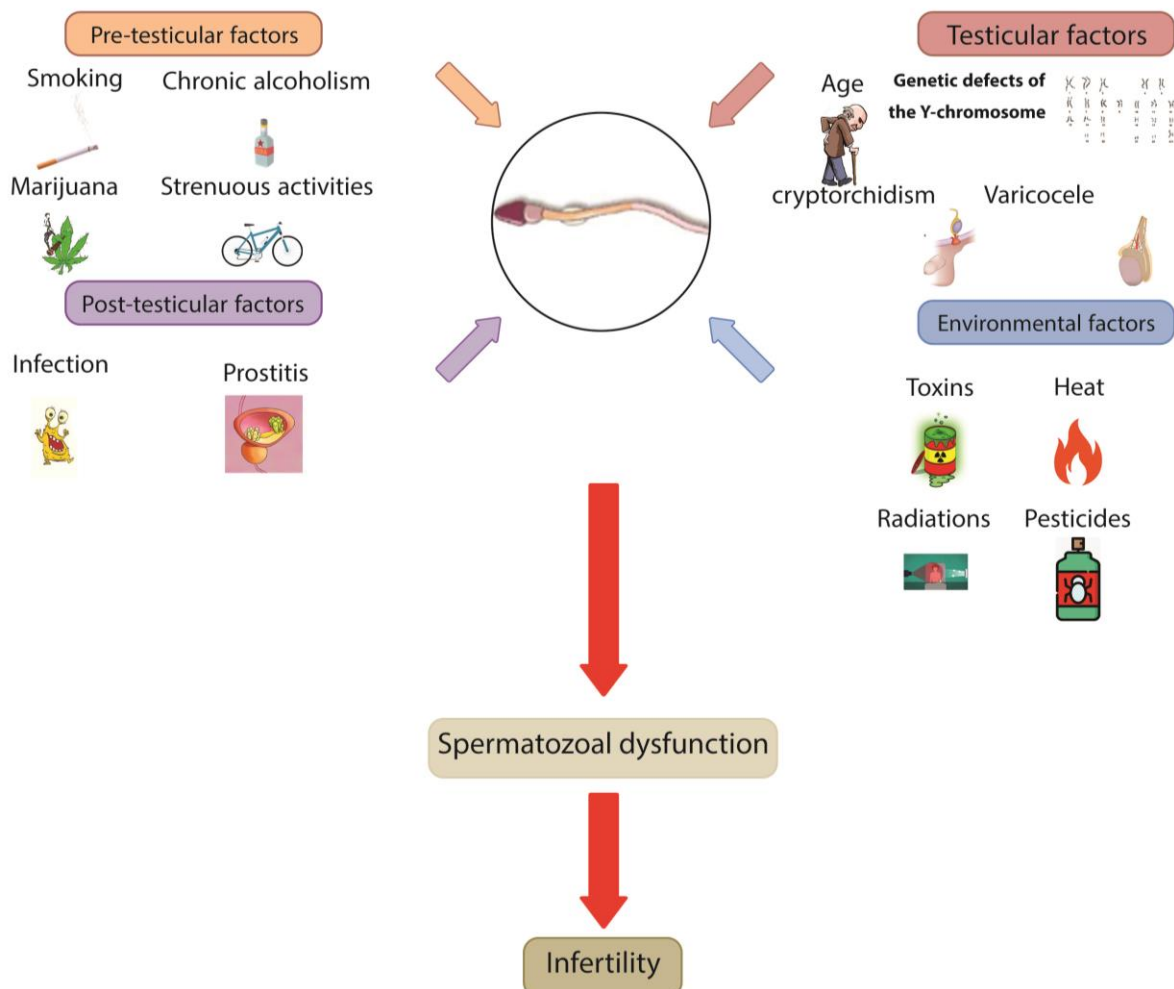 Pre-testicular factors
Smoking
Chronic alcoholism
Marijuana
Strenuous activities
Post-testicular factors
Infection
Prostitis
Testicular factors
Age
Genetic defects of
the Y-chromosome
cryptorchidism
Varicocele
Environmental factors
Toxins
Heat
Radiations
Pesticides
Spermatozoal dysfunction
Infertility